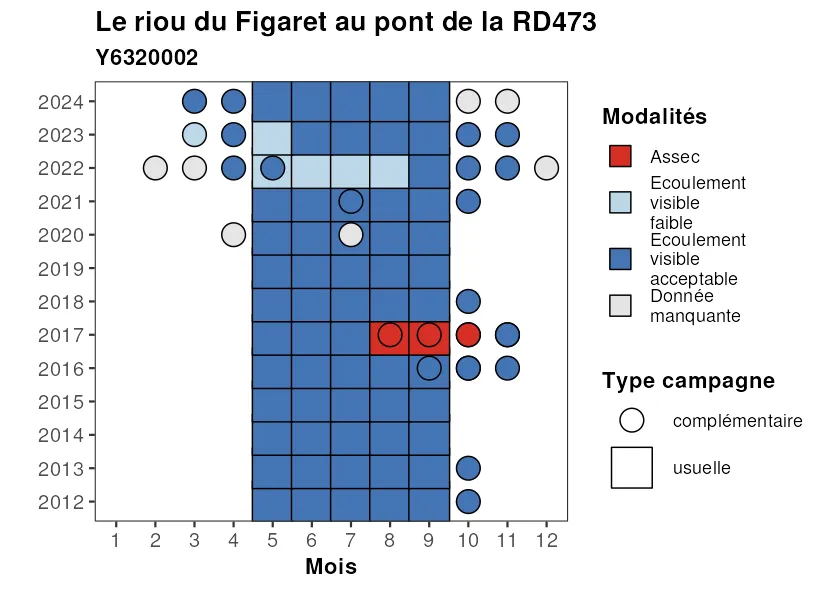 Le riou du Figaret au pont de la RD473
Y6320002
2024
2023
2022
2021
2020
2019
2018
2017
2016
2015
2014
2013
2012
1 2 3 4 5 6 7 8 9 10 11 12
Mois
Modalités
Assec
Ecoulement
visible
faible
Ecoulement
visible
acceptable
Donnée
manquante
Type campagne
complémentaire
usuelle